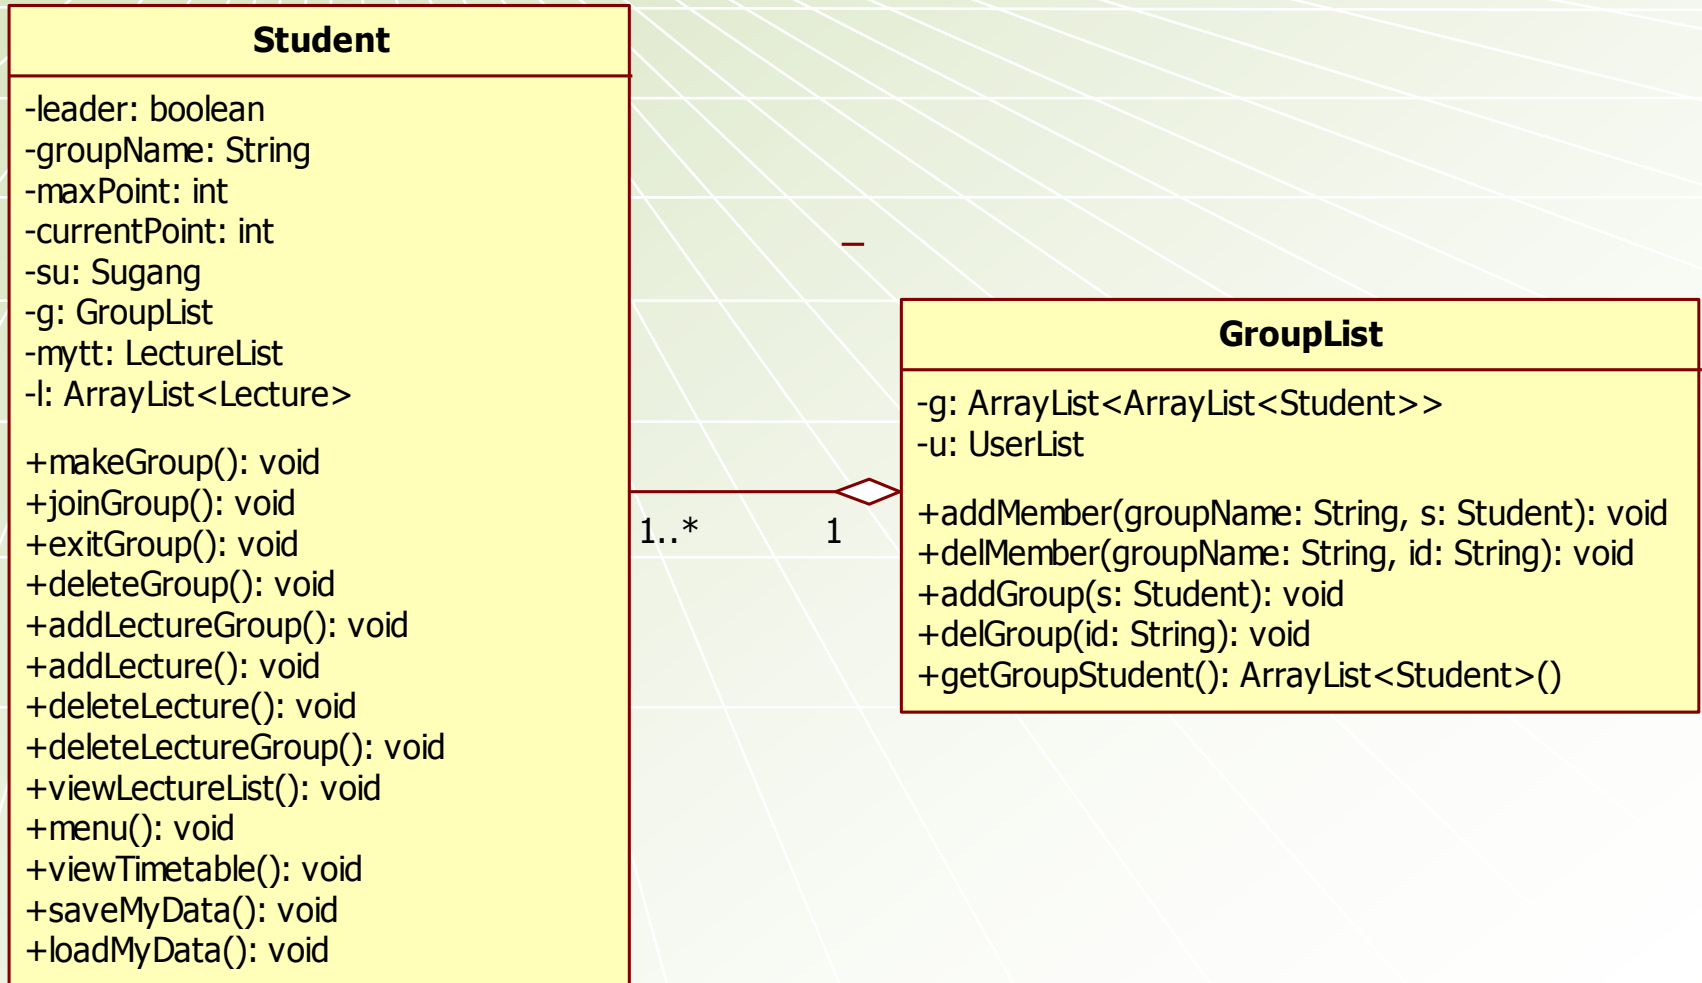 Student
-leader: boolean
-groupName: String
-maxPoint: int
-currentPoint: int
-su: Sugang
-g: GroupList
-mytt: LectureList
-l: ArrayList<Lecture>
+makeGroup(): void
+joinGroup(): void
+exitGroup(): void
+deleteGroup(): void
+addLectureGroup(): void
+addLecture(): void
+deleteLecture(): void
+deleteLectureGroup(): void
+viewLectureList(): void
+menu(): void
+viewTimetable(): void
+saveMyData(): void
+loadMyData(): void
1..* 1
GroupList
-g: ArrayList<ArrayList<Student>>
-u: UserList
+addMember(groupName: String, s: Student): void
+delMember(groupName: String, id: String): void
+addGroup(s: Student): void
+delGroup(id: String): void
+getGroupStudent(): ArrayList<Student>()